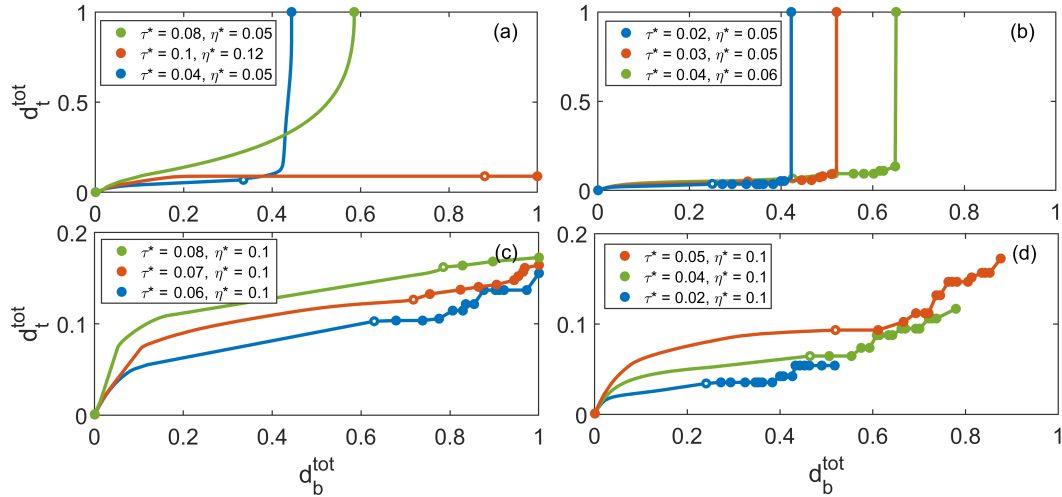 (a)
τ* = 0.08, η* = 0.05
τ* = 0.1, η* = 0.12
τ* = 0.04, η* = 0.05
1
0.5
0
0 0.2 0.4 0.6 0.8 1
d_t^tot
(b)
τ* = 0.02, η* = 0.05
τ* = 0.03, η* = 0.05
τ* = 0.04, η* = 0.06
1
0.5
0
0 0.2 0.4 0.6 0.8 1
(c)
τ* = 0.08, η* = 0.1
τ* = 0.07, η* = 0.1
τ* = 0.06, η* = 0.1
0.2
0.1
0
0 0.2 0.4 0.6 0.8 1
d_t^tot
d_b^tot
(d)
τ* = 0.05, η* = 0.1
τ* = 0.04, η* = 0.1
τ* = 0.02, η* = 0.1
0.2
0.1
0
0 0.2 0.4 0.6 0.8 1
d_b^tot